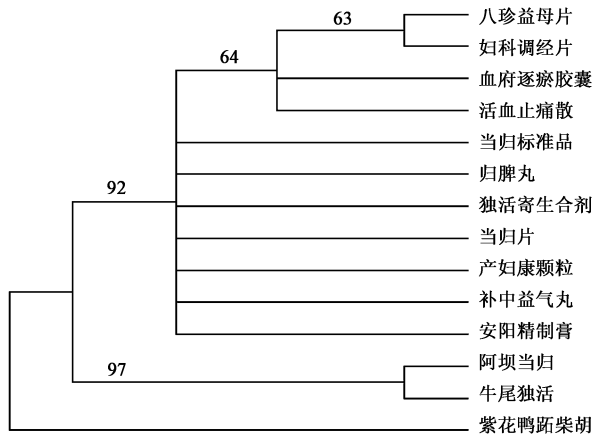 63
八珍益母片
妇科调经片
64
血府逐瘀胶囊
活血止痛散
当归标准品
归脾丸
92
独活寄生合剂
当归片
产妇康颗粒
补中益气丸
安阳精制膏
97
阿坝当归
牛尾独活
紫花鸭跖柴胡